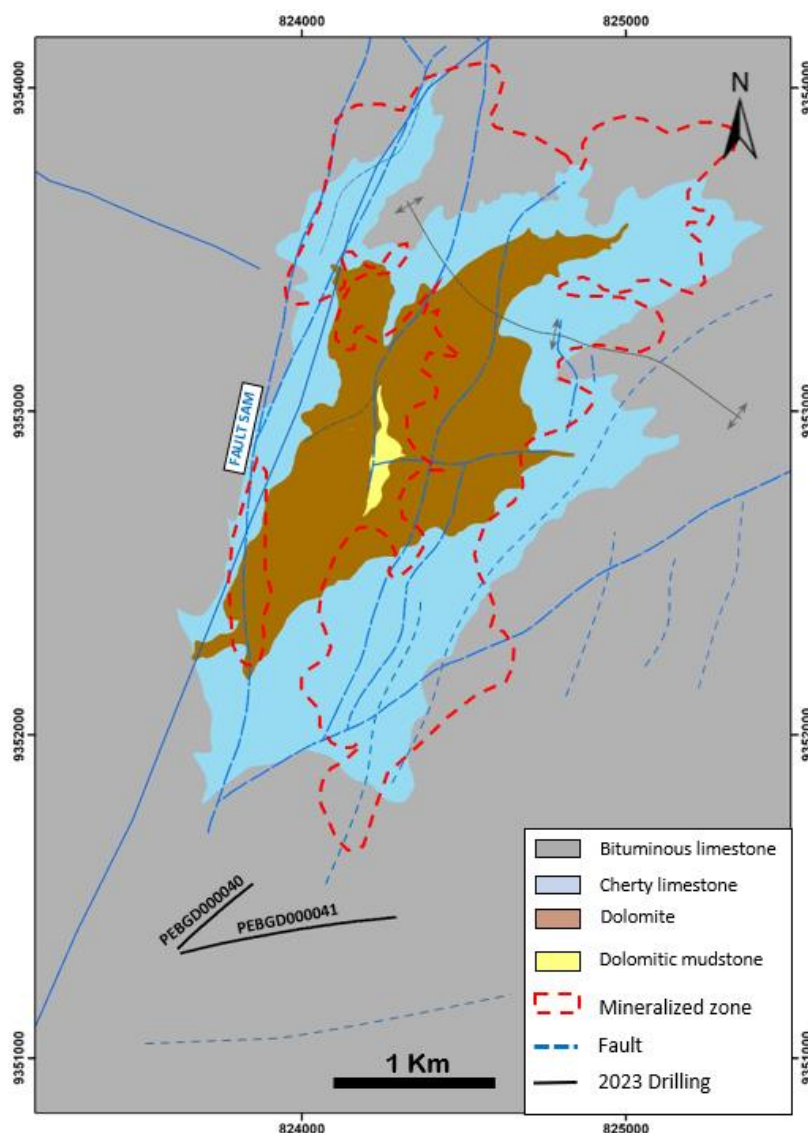 824000
825000
9354000
9354000
N
9353000
9353000
FAULT SAM
9352000
9352000
PEBGD000040
PEBGD000041
9351000
9351000
1 Km
Bituminous limestone
Cherty limestone
Dolomite
Dolomitic mudstone
Mineralized zone
Fault
2023 Drilling
824000
825000